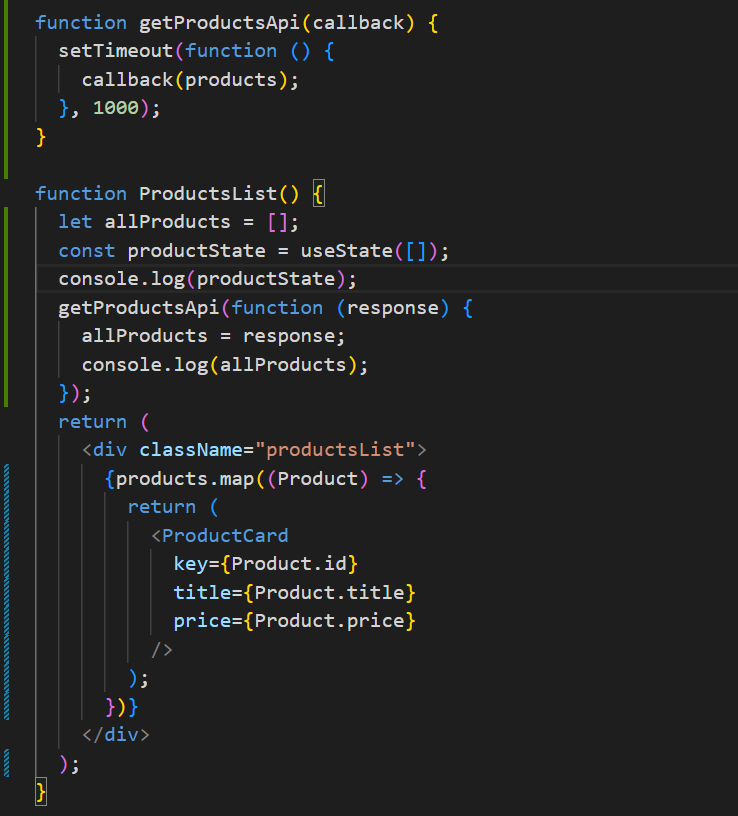 function getProductsApi(callback) {
  setTimeout(function () {
    callback(products);
  }, 1000);
}

function ProductsList() {
  let allProducts = [];
  const productState = useState([]);
  console.log(productState);
  getProductsApi(function (response) {
    allProducts = response;
    console.log(allProducts);
  });
  return (
    <div className="productsList">
      {products.map((Product) => {
        return (
          <ProductCard
            key={Product.id}
            title={Product.title}
            price={Product.price}
          />
        );
      })}
    </div>
  );
}